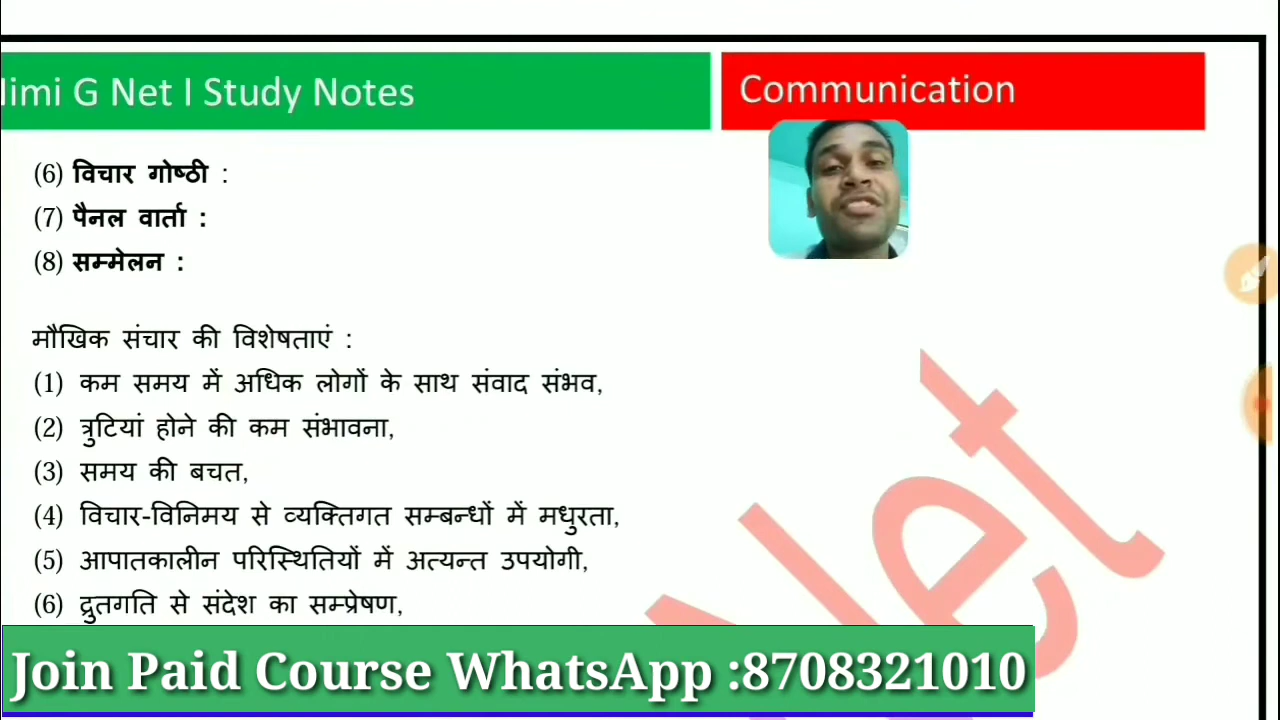 imi G Net I Study Notes
Communication
(6) विचार गोष्ठी :
(7) पैनल वार्ता :
(8) सम्मेलन :
मौखिक संचार की विशेषताएं :
(1) कम समय में अधिक लोगों के साथ संवाद संभव,
(2) त्रुटियां होने की कम संभावना,
(3) समय की बचत,
(4) विचार-विनिमय से व्यक्तिगत सम्बन्धों में मधुरता,
(5) आपातकालीन परिस्थितियों में अत्यन्त उपयोगी,
(6) द्रुतगति से संदेश का सम्प्रेषण,
Net
Join Paid Course WhatsApp :8708321010